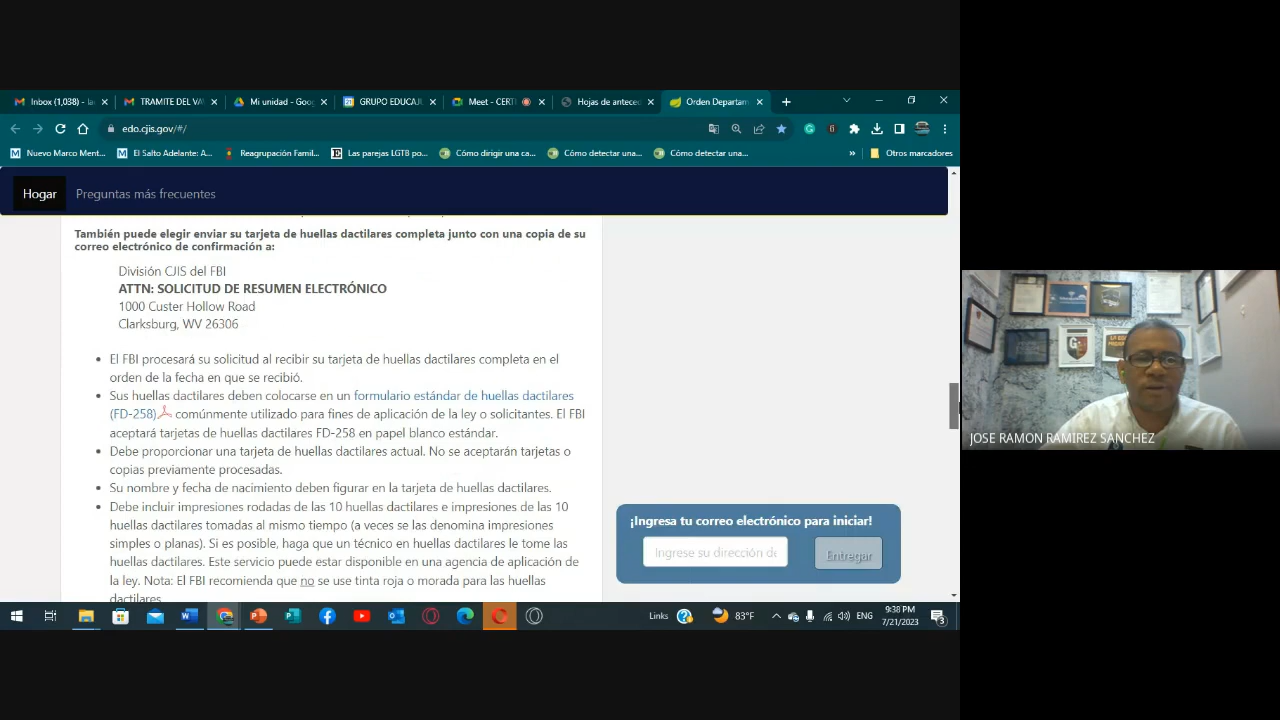 Inbox (1,038) - la
TRAMITE DEL VA
Mi unidad - Goo
GRUPO EDUCAJ
Meet - CERT
Hojas de antece
Orden Departam
edo.cjis.gov/#/
Nuevo Marco Ment...
El Salto Adelante: A...
Reagrupación Famil...
Las parejas LGTB po...
Cómo dirigir una ca...
Cómo detectar una...
Cómo detectar una...
»
Otros marcadores
Hogar
Preguntas más frecuentes
También puede elegir enviar su tarjeta de huellas dactilares completa junto con una copia de su
correo electrónico de confirmación a:
División CJIS del FBI
ATTN: SOLICITUD DE RESUMEN ELECTRÓNICO
1000 Custer Hollow Road
Clarksburg, WV 26306
• El FBI procesará su solicitud al recibir su tarjeta de huellas dactilares completa en el
orden de la fecha en que se recibió.
• Sus huellas dactilares deben colocarse en un formulario estándar de huellas dactilares
(FD-258) comúnmente utilizado para fines de aplicación de la ley o solicitantes. El FBI
aceptará tarjetas de huellas dactilares FD-258 en papel blanco estándar.
• Debe proporcionar una tarjeta de huellas dactilares actual. No se aceptarán tarjetas o
copias previamente procesadas.
• Su nombre y fecha de nacimiento deben figurar en la tarjeta de huellas dactilares.
• Debe incluir impresiones rodadas de las 10 huellas dactilares e impresiones de las 10
huellas dactilares tomadas al mismo tiempo (a veces se las denomina impresiones
simples o planas). Si es posible, haga que un técnico en huellas dactilares le tome las
huellas dactilares. Este servicio puede estar disponible en una agencia de aplicación de
la ley. Nota: El FBI recomienda que no se use tinta roja o morada para las huellas
dactilares.
¡Ingresa tu correo electrónico para iniciar!
Ingrese su dirección de
Entregar
JOSE RAMON RAMIREZ SANCHEZ
Links
83°F
ENG
9:38 PM
7/21/2023
3